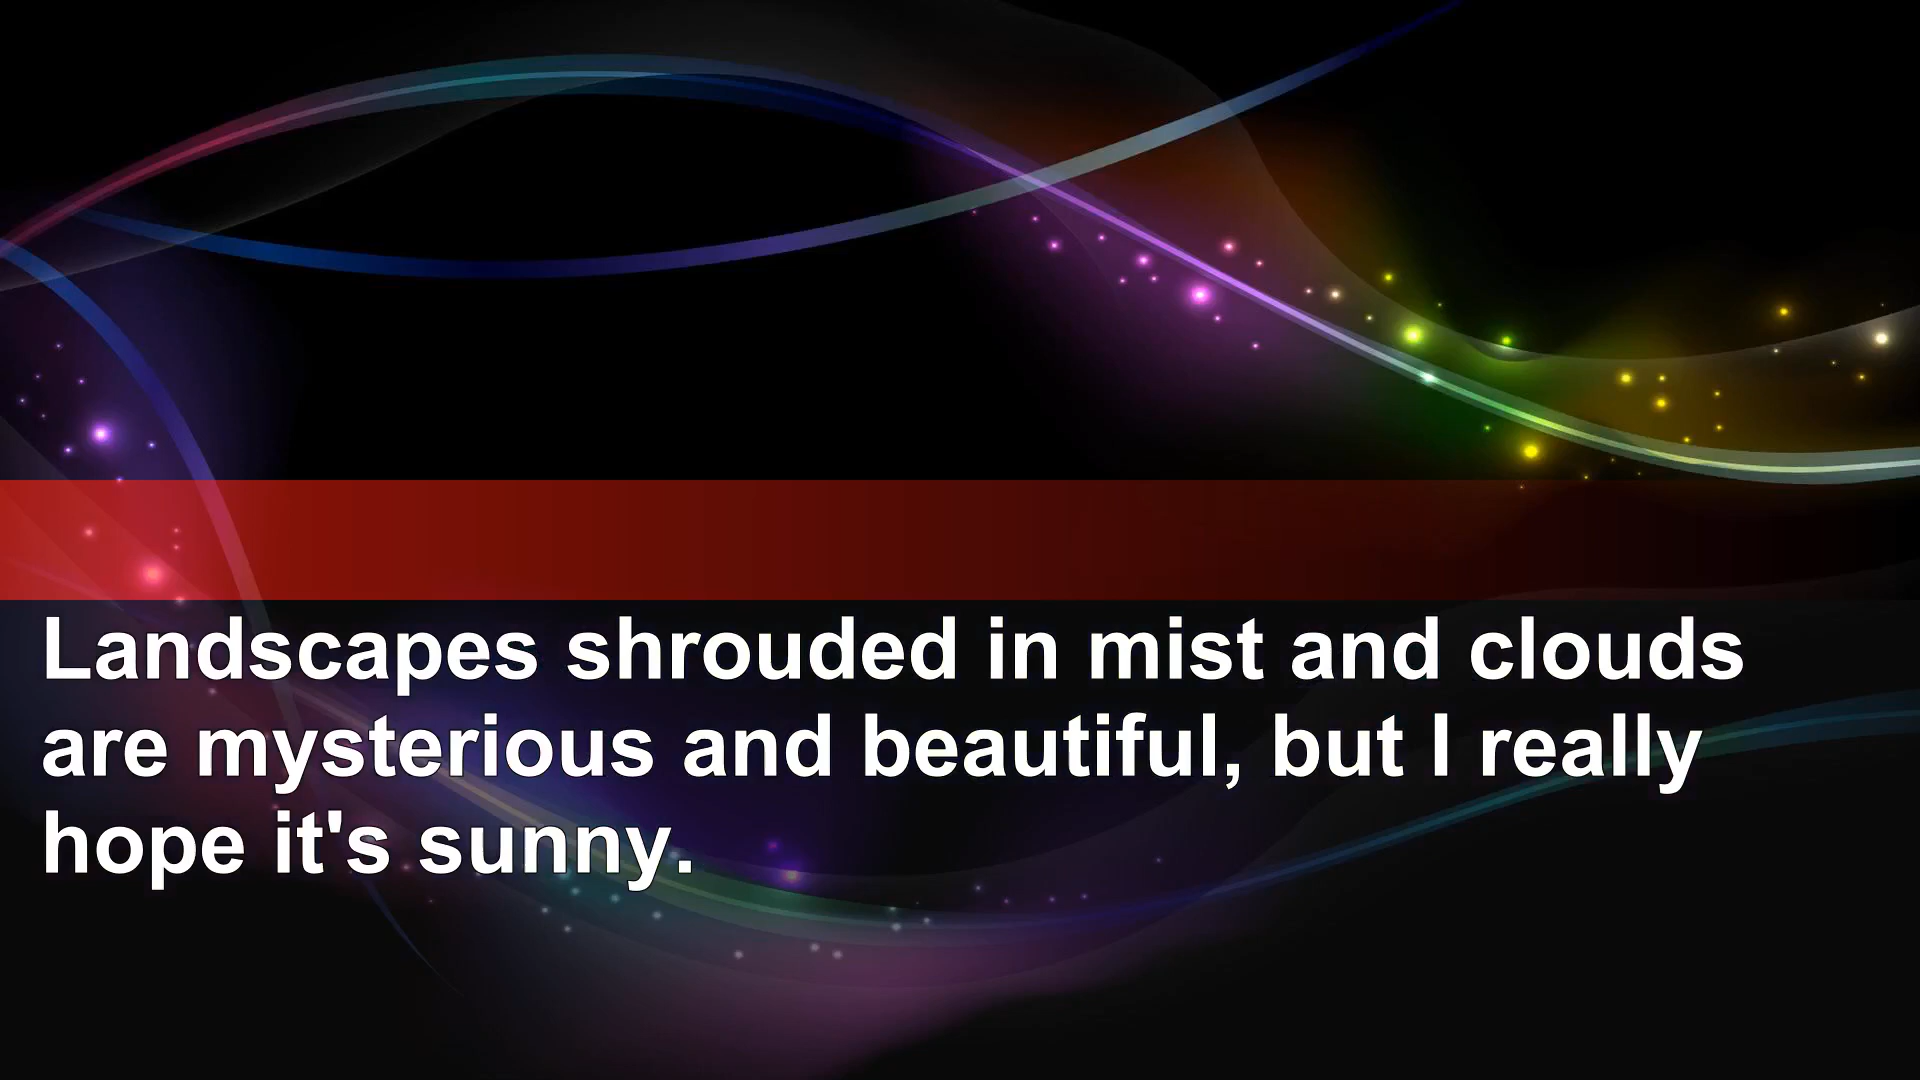 Landscapes shrouded in mist and clouds
are mysterious and beautiful, but I really
hope it's sunny.